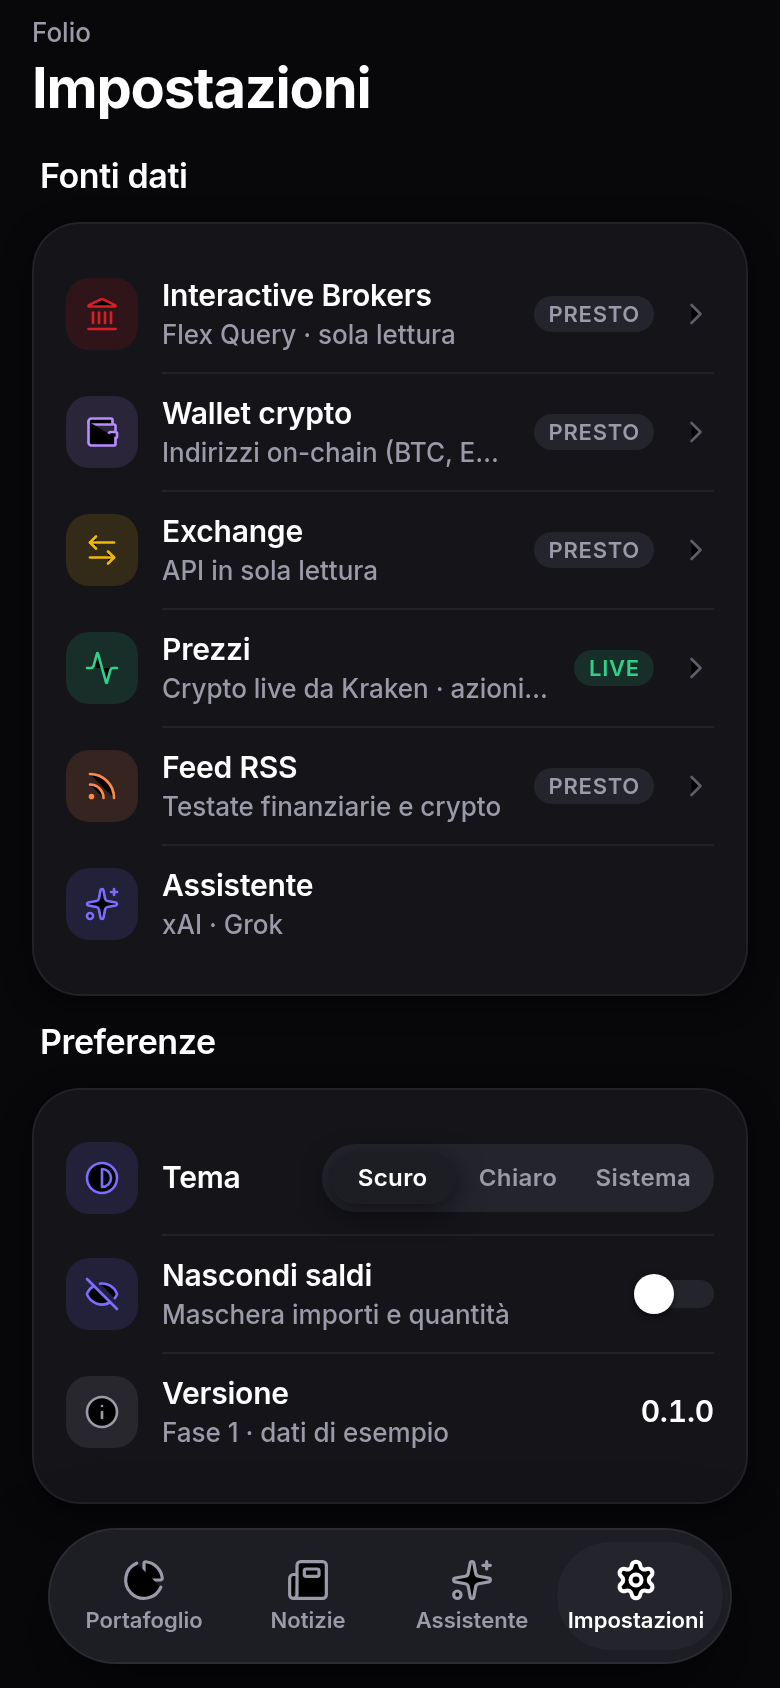 Folio
Impostazioni
Fonti dati
Interactive Brokers
Flex Query · sola lettura
PRESTO
Wallet crypto
Indirizzi on-chain (BTC, E...
PRESTO
Exchange
API in sola lettura
PRESTO
Prezzi
Crypto live da Kraken · azioni...
LIVE
Feed RSS
Testate finanziarie e crypto
PRESTO
Assistente
xAI · Grok
Preferenze
Tema
Scuro
Chiaro
Sistema
Nascondi saldi
Maschera importi e quantità
Versione
Fase 1 · dati di esempio
0.1.0
Portafoglio
Notizie
Assistente
Impostazioni